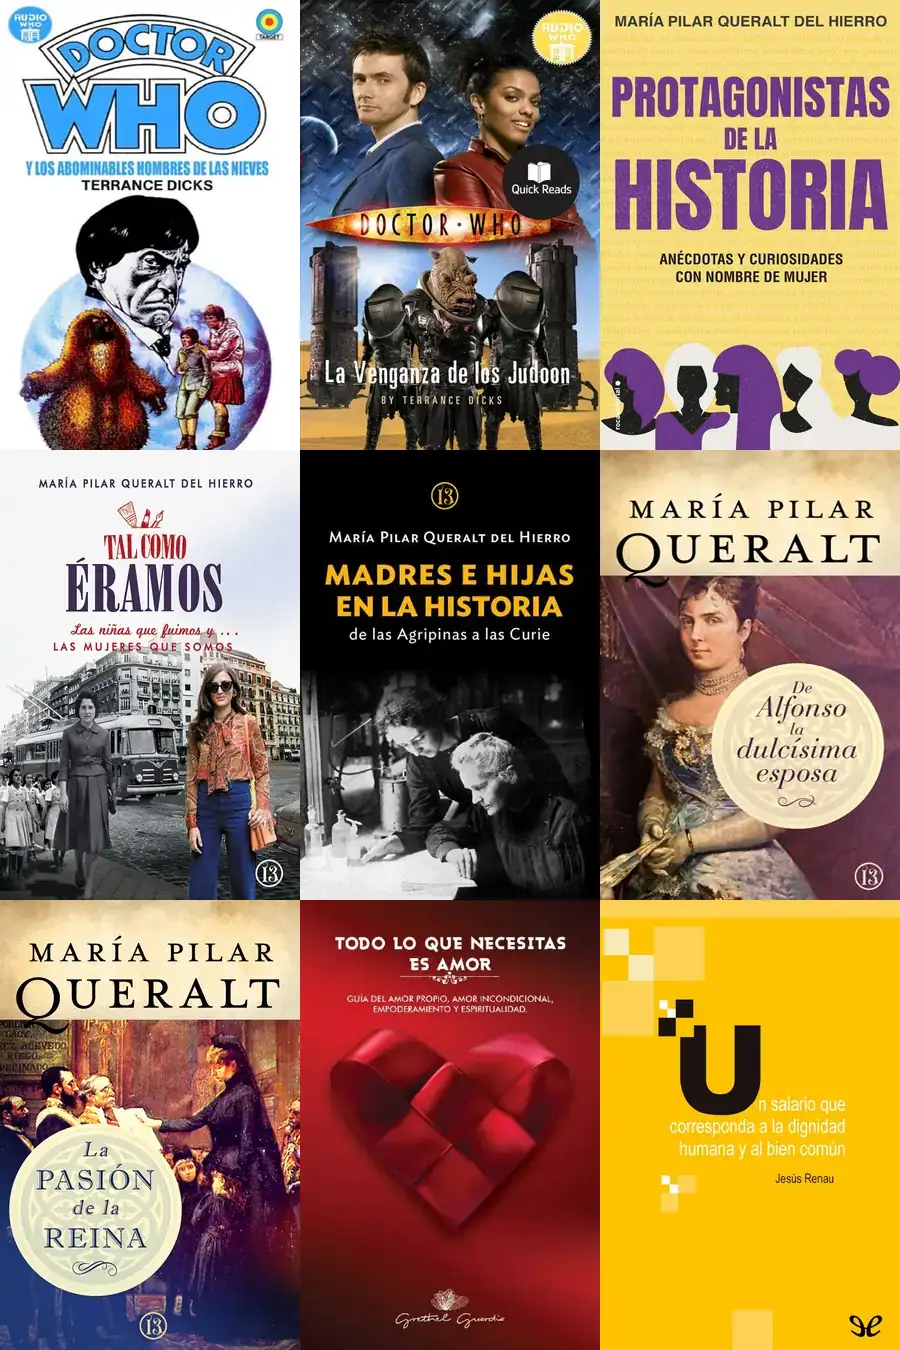 AUDIO
WHO
TARGET
DOCTOR
WHO
Y LOS ABOMINABLES HOMBRES DE LAS NIEVES
TERRANCE DICKS
AUDIO
WHO
Quick Reads
DOCTOR • WHO
La Venganza de los Judoon
BY TERRANCE DICKS
MARÍA PILAR QUERALT DEL HIERRO
PROTAGONISTAS
DE LA
HISTORIA
ANÉCDOTAS Y CURIOSIDADES
CON NOMBRE DE MUJER
MARÍA PILAR QUERALT DEL HIERRO
TAL COMO
ÉRAMOS
Las niñas que fuimos y ...
LAS MUJERES QUE SOMOS
13
13
MARÍA PILAR QUERALT DEL HIERRO
MADRES E HIJAS
EN LA HISTORIA
de las Agripinas a las Curie
MARÍA PILAR
QUERALT
De
Alfonso
la
dulcísima
esposa
13
MARÍA PILAR
QUERALT
La
PASIÓN
de la
REINA
13
TODO LO QUE NECESITAS
ES AMOR
GUÍA DEL AMOR PROPIO, AMOR INCONDICIONAL,
EMPODERAMIENTO Y ESPIRITUALIDAD.
Grethel Guardia
Un salario que
corresponda a la dignidad
humana y al bien común
Jesús Renau